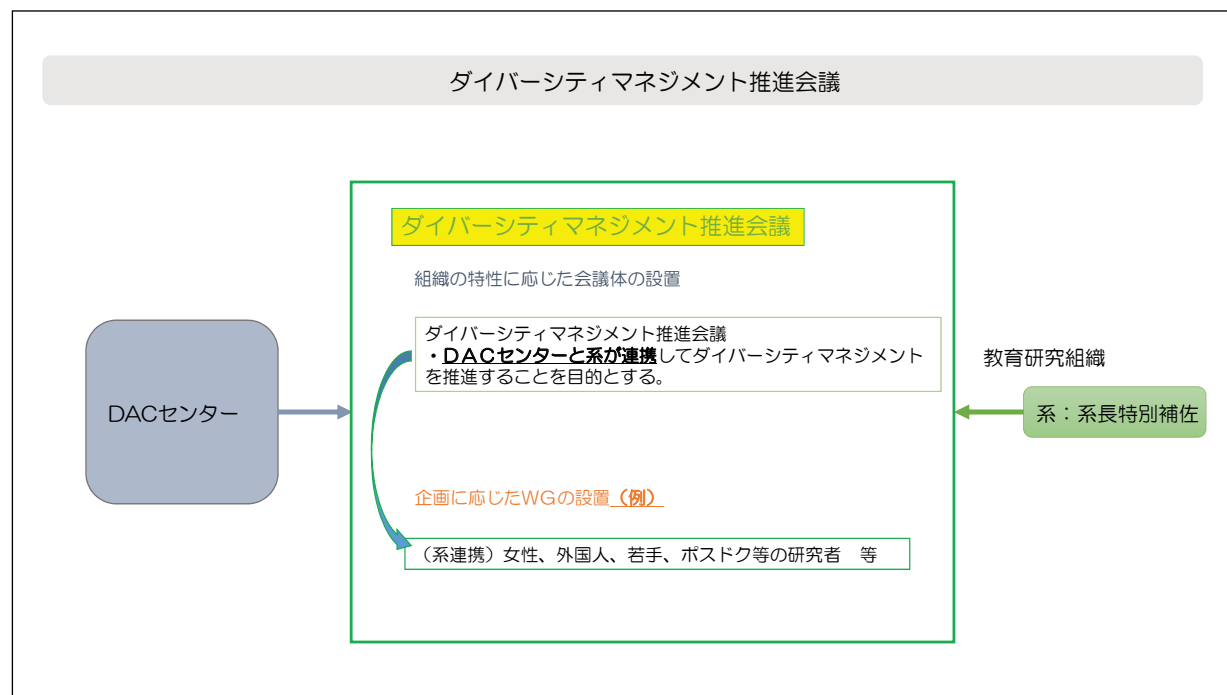 ダイバーシティマネジメント推進会議
ダイバーシティマネジメント推進会議
組織の特性に応じた会議体の設置
ダイバーシティマネジメント推進会議
・DACセンターと系が連携してダイバーシティマネジメント
を推進することを目的とする。
DACセンター
教育研究組織
系:系長特別補佐
企画に応じたWGの設置(例)
(系連携)女性、外国人、若手、ポスドク等の研究者 等